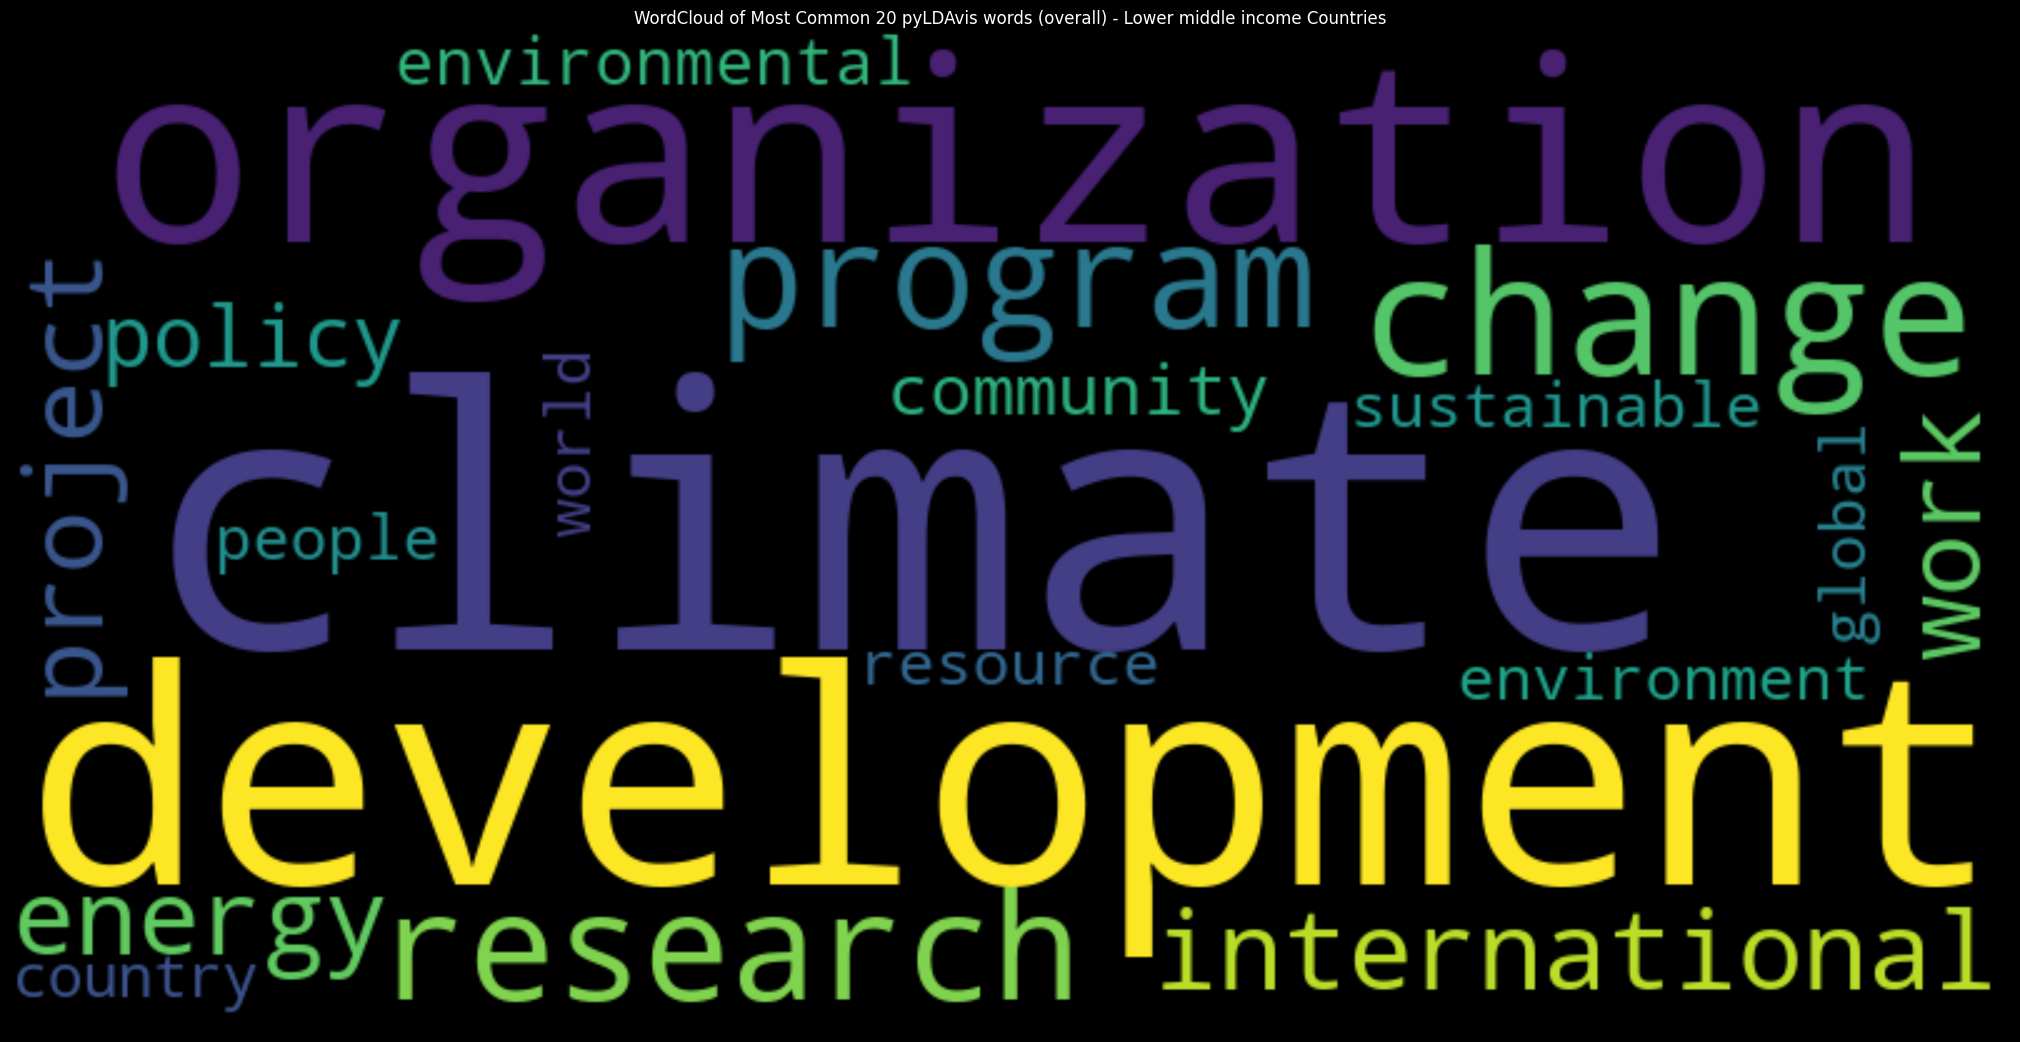 WordCloud of Most Common 20 pyLDAvis words (overall) - Lower middle income Countries
environmental
organization
program
change
project
policy
world
community
sustainable
work
global
climate
people
resource
environment
development
energy
research
international
country